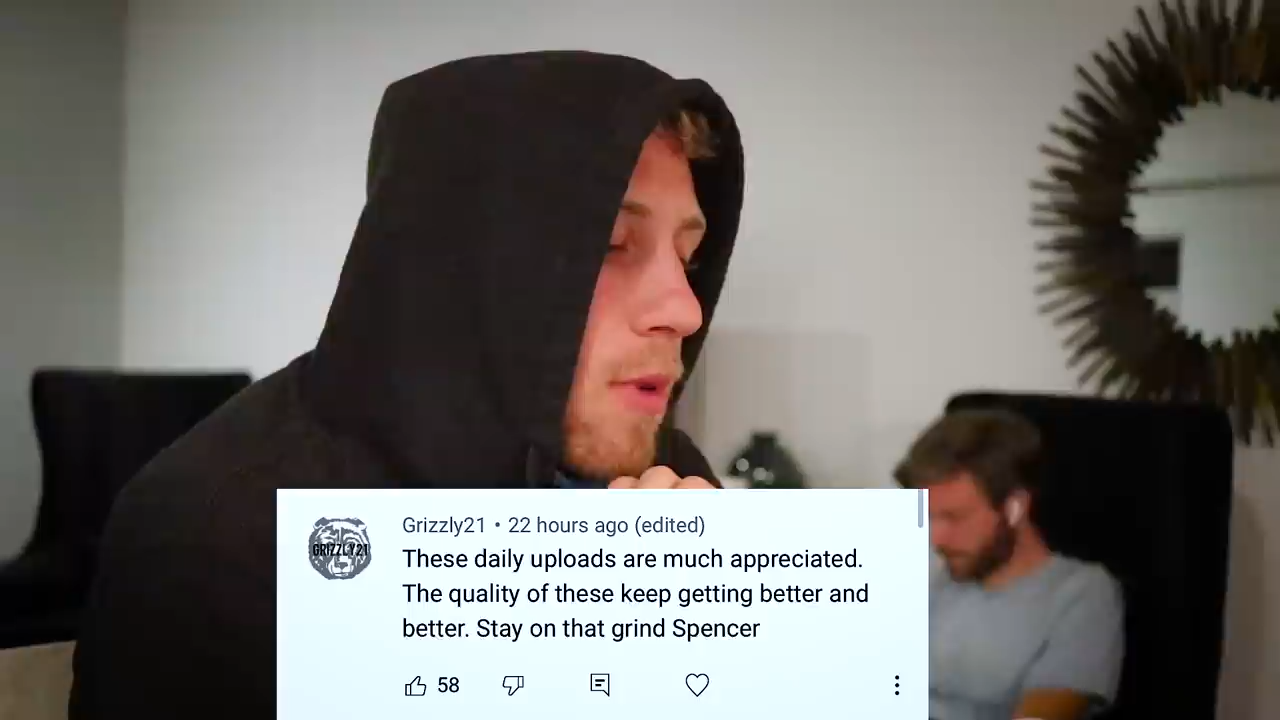 Grizzly21 • 22 hours ago (edited)
GRIZZLY21
These daily uploads are much appreciated.
The quality of these keep getting better and
better. Stay on that grind Spencer
58